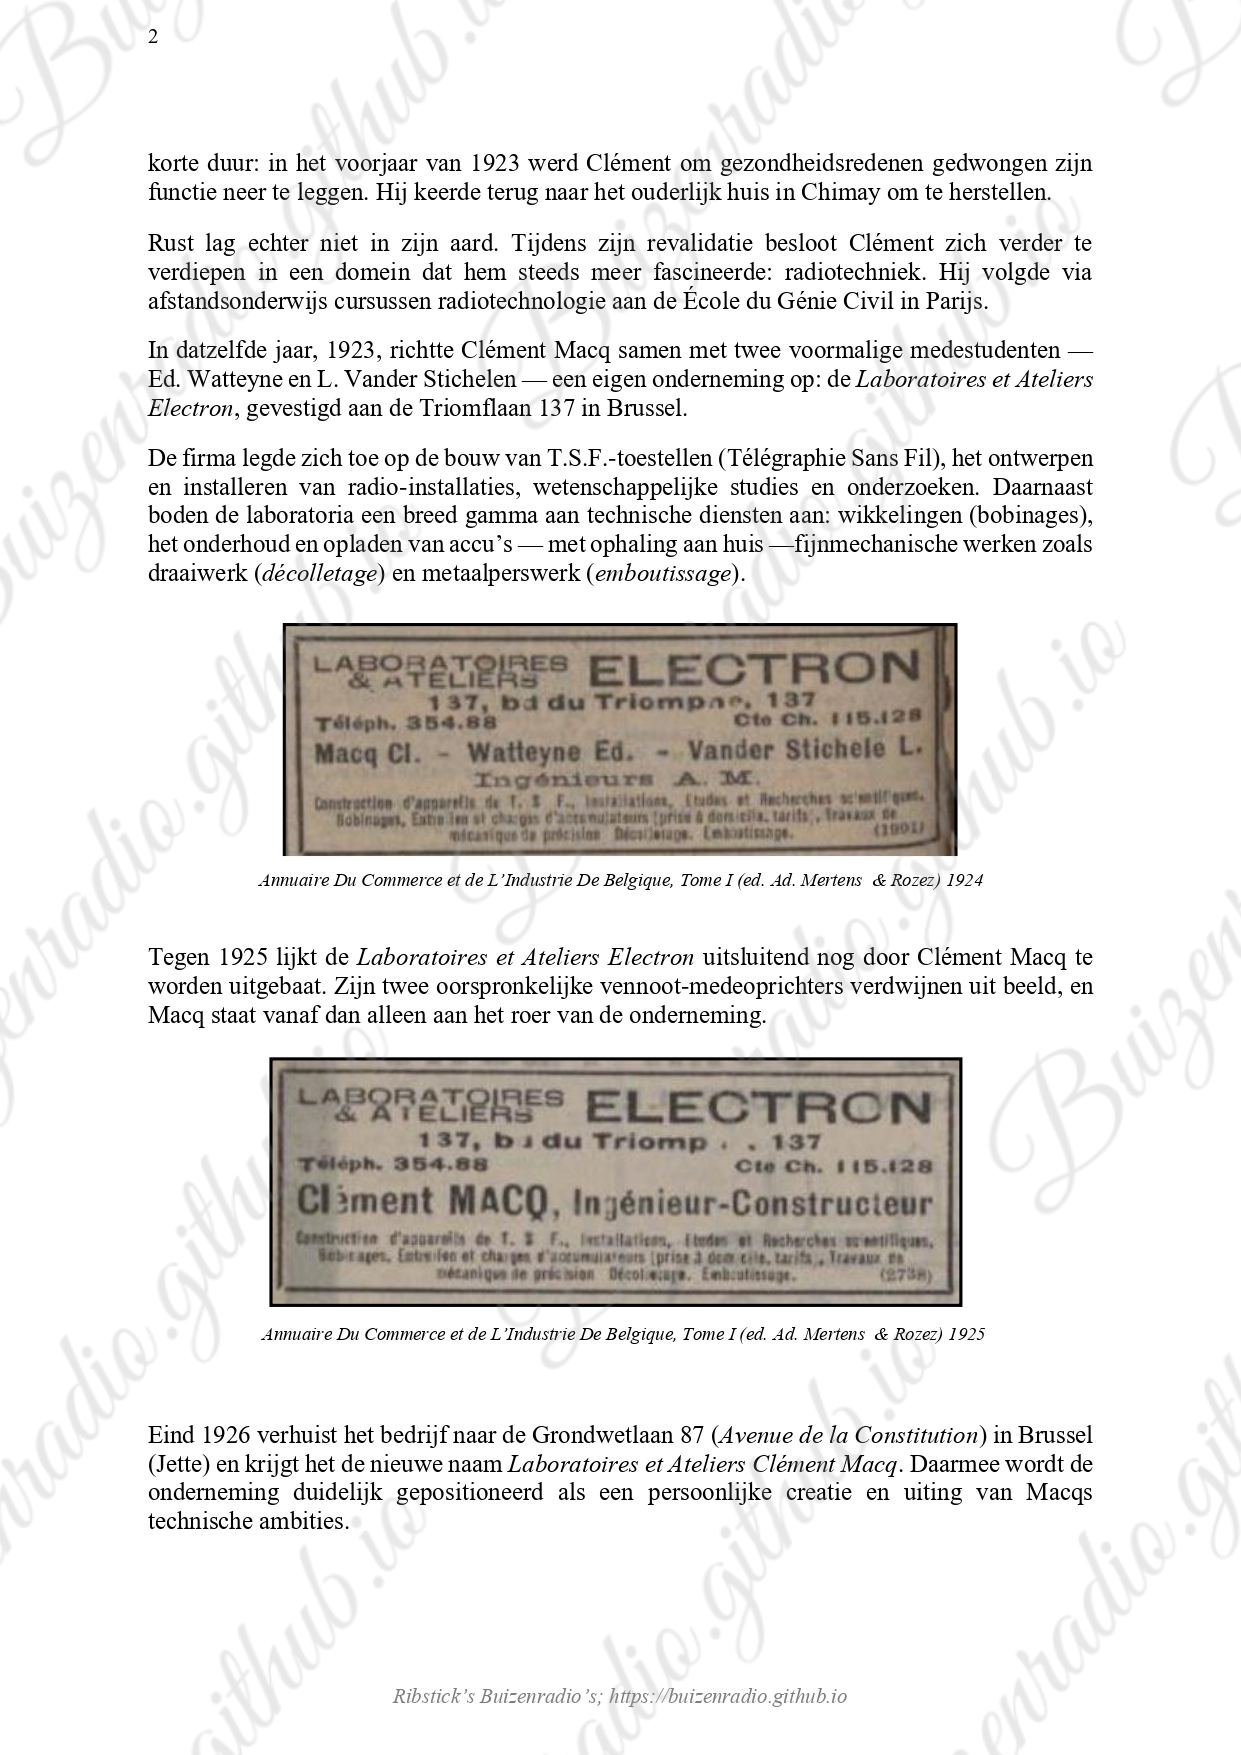 2
korte duur: in het voorjaar van 1923 werd Clément om gezondheidsredenen gedwongen zijn
functie neer te leggen. Hij keerde terug naar het ouderlijk huis in Chimay om te herstellen.
Rust lag echter niet in zijn aard. Tijdens zijn revalidatie besloot Clément zich verder te
verdiepen in een domein dat hem steeds meer fascineerde: radiotechniek. Hij volgde via
afstandsonderwijs cursussen radiotechnologie aan de École du Génie Civil in Parijs.
In datzelfde jaar, 1923, richtte Clément Macq samen met twee voormalige medestudenten —
Ed. Watteyne en L. Vander Stichelen — een eigen onderneming op: de Laboratoires et Ateliers
Electron, gevestigd aan de Triomflaan 137 in Brussel.
De firma legde zich toe op de bouw van T.S.F.-toestellen (Télégraphie Sans Fil), het ontwerpen
en installeren van radio-installaties, wetenschappelijke studies en onderzoeken. Daarnaast
boden de laboratoria een breed gamma aan technische diensten aan: wikkelingen (bobinages),
het onderhoud en opladen van accu’s — met ophaling aan huis —fijnmechanische werken zoals
draaiwerk (décolletage) en metaalperswerk (emboutissage).
LABORATOIRES & ATELIERS ELECTRON
137, bd du Triomphe, 137
Téléph. 354.88 Cte Ch. 115.128
Macq Cl. - Watteyne Ed. - Vander Stichele L.
Ingénieurs A. M.
Construction d'appareils de T. S F., Installations, Etudes et Recherches scientifiques,
Bobinages, Entretien et charges d'accumulateurs (prise à domicile, tarifs), Travaux de
mécanique de précision Décolletage. Emboutissage. (1901)
Annuaire Du Commerce et de L’Industrie De Belgique, Tome I (ed. Ad. Mertens & Rozez) 1924
Tegen 1925 lijkt de Laboratoires et Ateliers Electron uitsluitend nog door Clément Macq te
worden uitgebaat. Zijn twee oorspronkelijke vennoot-medeoprichters verdwijnen uit beeld, en
Macq staat vanaf dan alleen aan het roer van de onderneming.
LABORATOIRES & ATELIERS ELECTRON
137, bd du Triomp 137
Téléph. 354.88 Cte Ch. 115.128
Clément MACQ, Ingénieur-Constructeur
Construction d'appareils de T. S F., Installations, Etudes et Recherches scientifiques,
Bobinages, Entretien et charges d'accumulateurs (prise à domicile, tarifs), Travaux de
mécanique de précision Décolletage. Emboutissage. (2738)
Annuaire Du Commerce et de L’Industrie De Belgique, Tome I (ed. Ad. Mertens & Rozez) 1925
Eind 1926 verhuist het bedrijf naar de Grondwetlaan 87 (Avenue de la Constitution) in Brussel
(Jette) en krijgt het de nieuwe naam Laboratoires et Ateliers Clément Macq. Daarmee wordt de
onderneming duidelijk gepositioneerd als een persoonlijke creatie en uiting van Macqs
technische ambities.
Ribstick’s Buizenradio’s; https://buizenradio.github.io